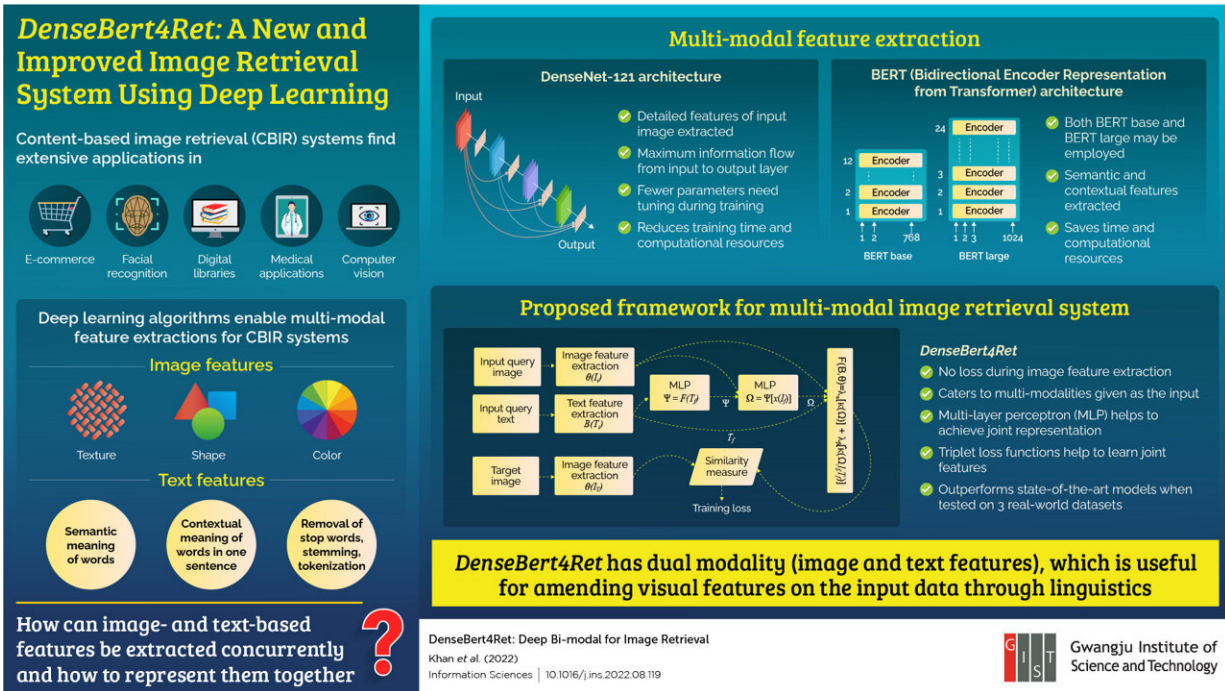 DenseBert4Ret: A New and
Improved Image Retrieval
System Using Deep Learning
Content-based image retrieval (CBIR) systems find
extensive applications in
E-commerce
Facial
recognition
Digital
libraries
Medical
applications
Computer
vision
Deep learning algorithms enable multi-modal
feature extractions for CBIR systems
Image features
Texture
Shape
Color
Text features
Semantic
meaning
of words
Contextual
meaning of
words in one
sentence
Removal of
stop words,
stemming,
tokenization
How can image- and text-based
features be extracted concurrently
and how to represent them together
?
Multi-modal feature extraction
DenseNet-121 architecture
Input
Output
Detailed features of input
image extracted
Maximum information flow
from input to output layer
Fewer parameters need
tuning during training
Reduces training time and
computational resources
BERT (Bidirectional Encoder Representation
from Transformer) architecture
12 Encoder
2 Encoder
1 Encoder
1 2 768
BERT base
24 Encoder
3 Encoder
2 Encoder
1 Encoder
1 2 3 1024
BERT large
Both BERT base and
BERT large may be
employed
Semantic and
contextual features
extracted
Saves time and
computational
resources
Proposed framework for multi-modal image retrieval system
Input query
image
Image feature
extraction
Input query
text
Text feature
extraction
Target
image
Image feature
extraction
MLP
Ψ
MLP
Ω
Similarity
measure
Training loss
DenseBert4Ret
No loss during image feature extraction
Caters to multi-modalities given as the input
Multi-layer perceptron (MLP) helps to
achieve joint representation
Triplet loss functions help to learn joint
features
Outperforms state-of-the-art models when
tested on 3 real-world datasets
DenseBert4Ret has dual modality (image and text features), which is useful
for amending visual features on the input data through linguistics
DenseBert4Ret: Deep Bi-modal for Image Retrieval
Khan et al. (2022)
Information Sciences | 10.1016/j.ins.2022.08.119
GIST
Gwangju Institute of
Science and Technology